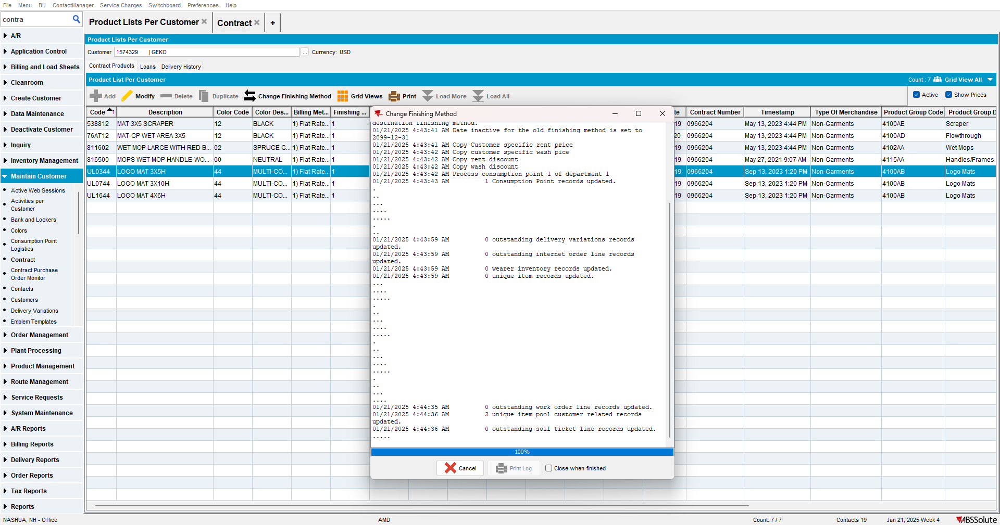 File Menu BU ContactManager Service Charges Switchboard Preferences Help
contra
Product Lists Per Customer
Contract
+
A/R
Application Control
Billing and Load Sheets
Cleanroom
Create Customer
Data Maintenance
Deactivate Customer
Inquiry
Inventory Management
Maintain Customer
Active Web Sessions
Activities per
Customer
Bank and Lockers
Colors
Consumption Point
Logistics
Contract
Contract Purchase
Order Monitor
Contacts
Customers
Delivery Variations
Emblem Templates
Order Management
Plant Processing
Product Management
Route Management
Service Requests
System Maintenance
A/R Reports
Billing Reports
Delivery Reports
Order Reports
Tax Reports
Reports
Product Lists Per Customer
Customer 1574329 | GEKO ... Currency: USD
Contract Products Loans Delivery History
Product List Per Customer Count : 7 Grid View All
Add Modify Delete Duplicate Change Finishing Method Grid Views Print Load More Load All Active Show Prices
Code 1 Description Color Code Color Des... Billing Met... Finishing ... te Contract Number Timestamp Type Of Merchandise Product Group Code Product Group D
538812 MAT 3X5 SCRAPER 12 BLACK 1) Flat Rate... 1 19 0966204 May 13, 2023 4:44 PM Non-Garments 4100AE Scraper
76AT12 MAT-CP WET AREA 3X5 12 BLACK 1) Flat Rate... 1 20 0966204 May 13, 2023 4:44 PM Non-Garments 4100AD Flowthrough
811602 WET MOP LARGE WITH RED B... 02 SPRUCE G... 1) Flat Rate... 1 19 0966204 May 13, 2023 4:44 PM Non-Garments 4102AA Wet Mops
816500 MOPS WET MOP HANDLE-WO... 00 NEUTRAL 1) Flat Rate... 1 19 0966204 May 27, 2021 9:07 AM Non-Garments 4115AA Handles/Frames
UL0344 LOGO MAT 3X5H 44 MULTI-CO... 1) Flat Rate... 1 19 0966204 Sep 13, 2023 1:20 PM Non-Garments 4100AB Logo Mats
UL0744 LOGO MAT 3X10H 44 MULTI-CO... 1) Flat Rate... 1 19 0966204 Sep 13, 2023 1:20 PM Non-Garments 4100AB Logo Mats
UL1644 LOGO MAT 4X6H 44 MULTI-CO... 1) Flat Rate... 1 19 0966204 Sep 13, 2023 1:20 PM Non-Garments 4100AB Logo Mats
Change Finishing Method
destination finishing method.
01/21/2025 4:43:41 AM Date inactive for the old finishing method is set to
2099-12-31
01/21/2025 4:43:41 AM Copy Customer specific rent price
01/21/2025 4:43:42 AM Copy customer specific wash pice
01/21/2025 4:43:42 AM Copy rent discount
01/21/2025 4:43:42 AM Copy wash discount
01/21/2025 4:43:42 AM Process consumption point 1 of department 1
01/21/2025 4:43:43 AM 1 Consumption Point records updated.
.
..
...
....
.....
.
..
01/21/2025 4:43:59 AM 0 outstanding delivery variations records
updated.
01/21/2025 4:43:59 AM 0 outstanding internet order line records
updated.
01/21/2025 4:43:59 AM 0 wearer inventory records updated.
01/21/2025 4:43:59 AM 0 unique item records updated.
...
....
.....
.
..
...
....
.....
.
..
...
....
.....
.
..
...
....
01/21/2025 4:44:35 AM 0 outstanding work order line records updated.
01/21/2025 4:44:36 AM 2 unique item pool customer related records
updated.
01/21/2025 4:44:36 AM 0 outstanding soil ticket line records updated.
.....
100%
Cancel Print Log Close when finished
NASHUA, NH - Office AMD Count: 7 / 7 Contacts 19 Jan 21, 2025 Week 4 ABSSolute